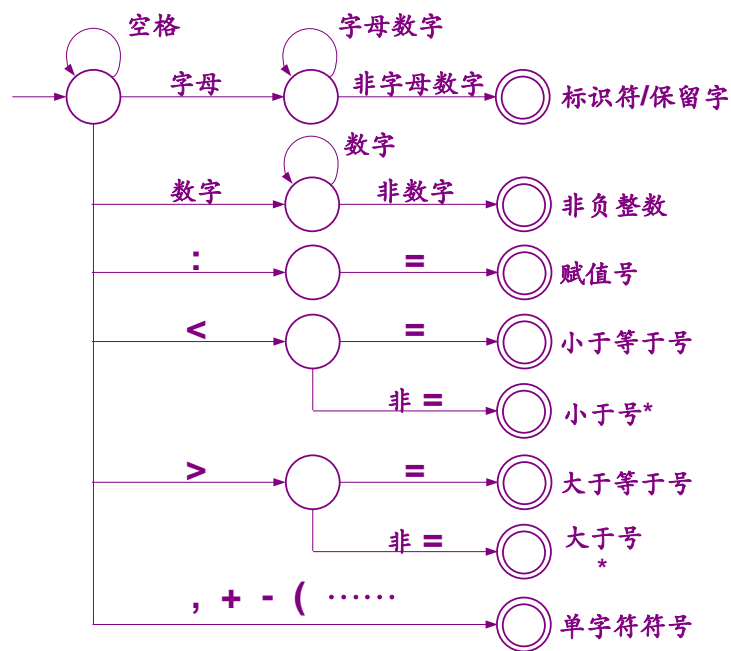 空格
字母数字
字母
非字母数字
标识符/保留字
数字
数字
非数字
非负整数
:
=
赋值号
<
=
小于等于号
非 =
小于号*
>
=
大于等于号
非 =
大于号
*
, + - ( ……
单字符符号